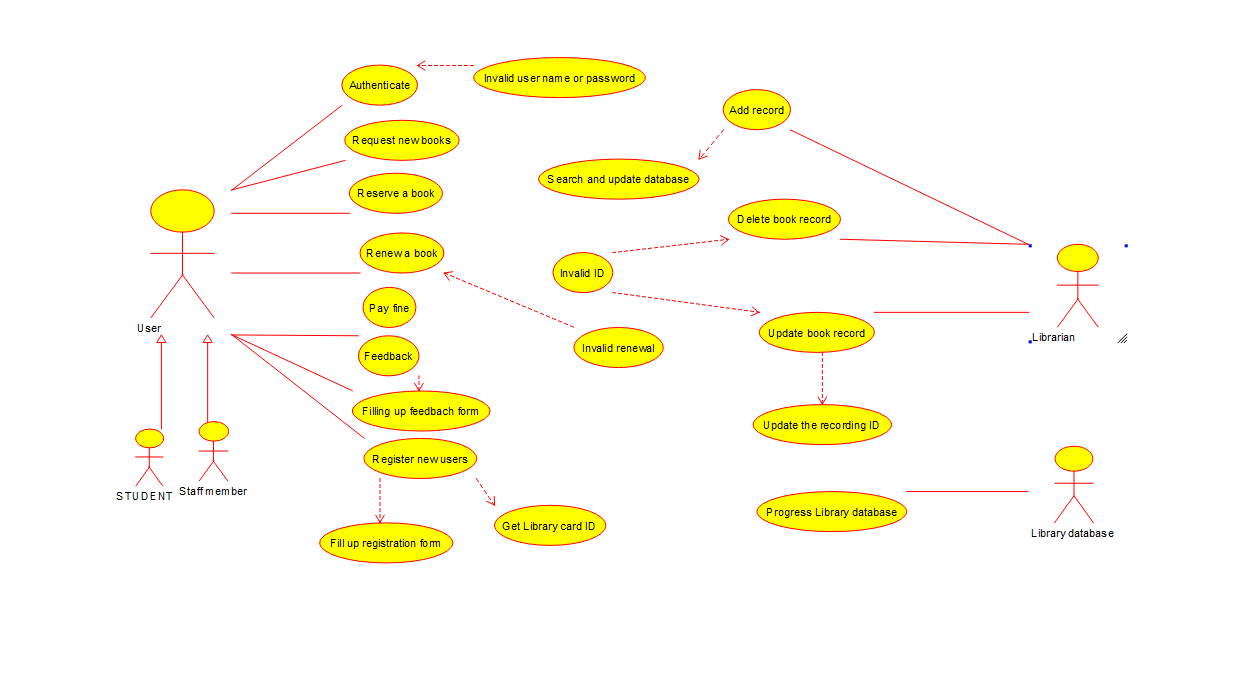 Invalid user name or password
Authenticate
Add record
Request new books
Search and update database
Reserve a book
Delete book record
Renew a book
Invalid ID
Pay fine
User
Update book record
Librarian
Invalid renewal
Feedback
Filling up feedbach form
Update the recording ID
Register new users
STUDENT
Staff member
Progress Library database
Get Library card ID
Library database
Fill up registration form